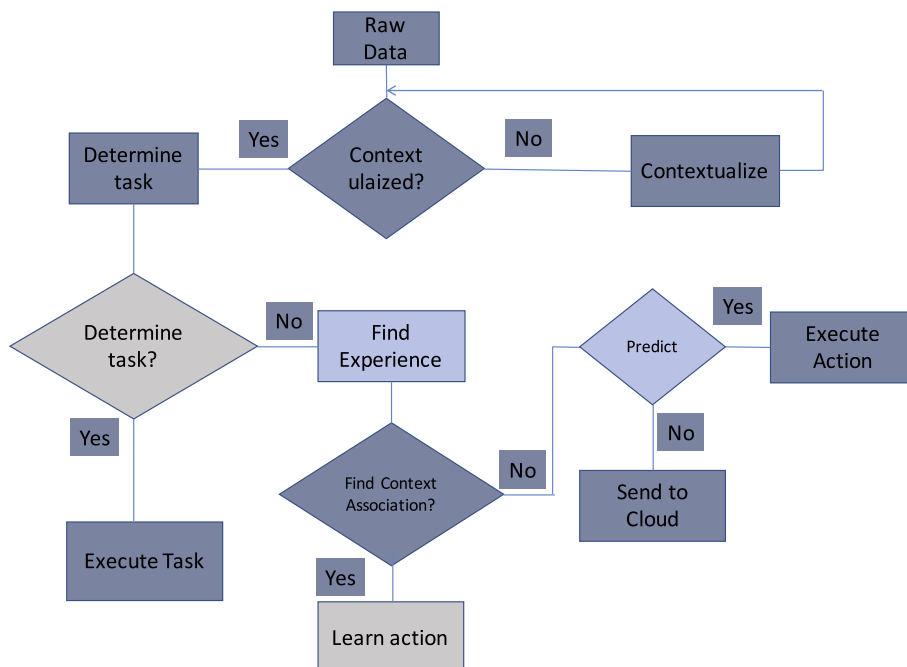 Raw
Data
Yes
No
Determine
task
Context
ulaized?
Contextualize
Determine
task?
No
Find
Experience
Predict
Yes
Execute
Action
Yes
No
Find Context
Association?
No
Send to
Cloud
Execute Task
Yes
Learn action